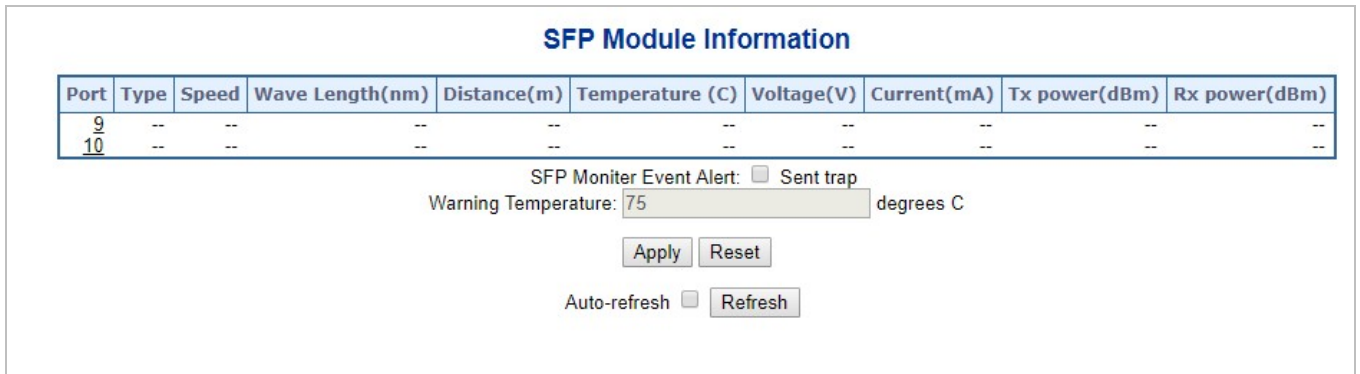 SFP Module Information
Port Type Speed Wave Length(nm) Distance(m) Temperature (C) Voltage(V) Current(mA) Tx power(dBm) Rx power(dBm)
9 -- -- -- -- -- -- -- -- --
10 -- -- -- -- -- -- -- -- --
SFP Moniter Event Alert: Sent trap
Warning Temperature: 75 degrees C
Apply Reset
Auto-refresh Refresh